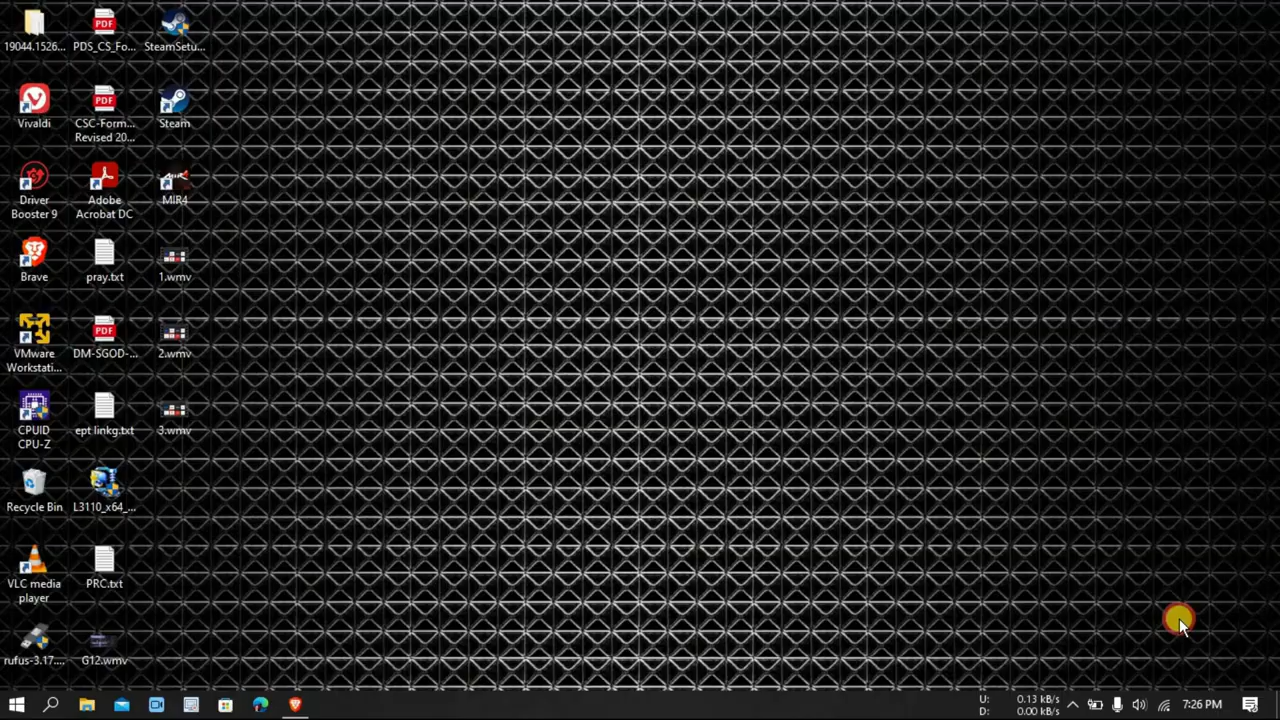 19044.1526...
PDS_CS_Fo...
SteamSetu...
Vivaldi
CSC-Form...
Revised 20...
Steam
Driver
Booster 9
Adobe
Acrobat DC
MIR4
Brave
pray.txt
1.wmv
VMware
Workstati...
DM-SGOD-...
2.wmv
CPUID
CPU-Z
ept linkg.txt
3.wmv
Recycle Bin
L3110_x64_...
VLC media
player
PRC.txt
rufus-3.17....
G12.wmv
U: 0.13 kB/s
D: 0.00 kB/s
7:26 PM